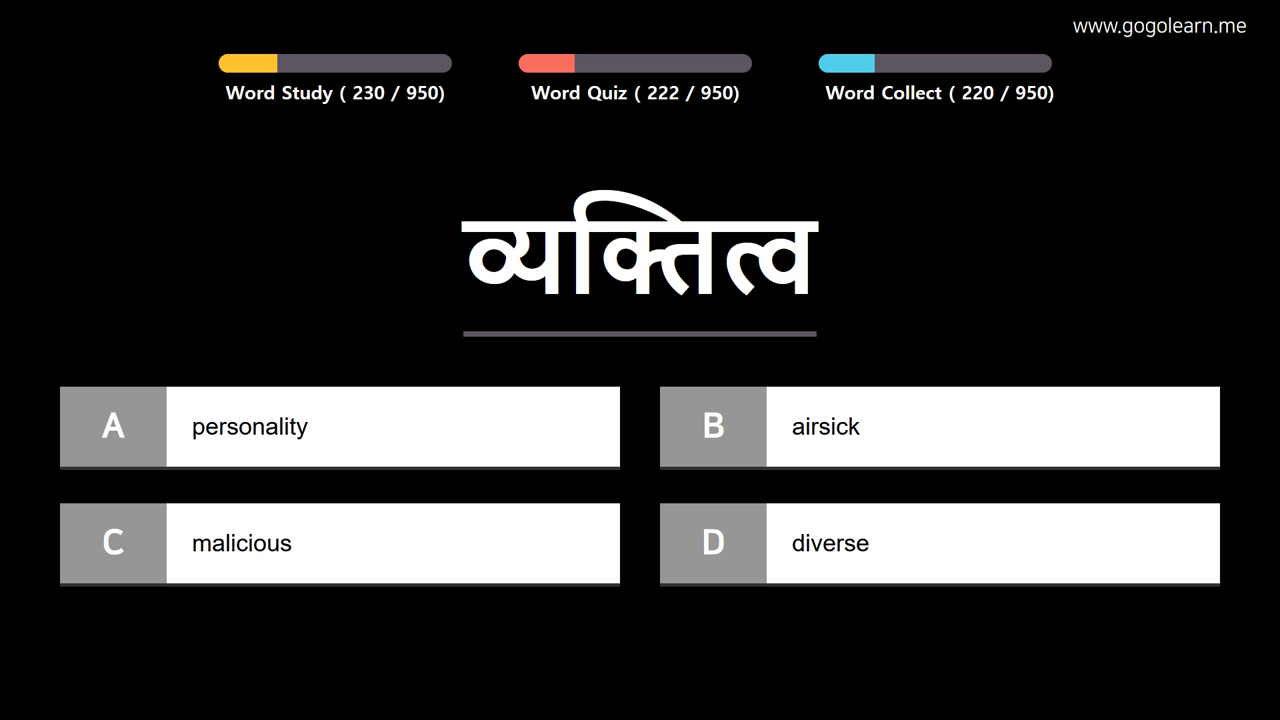 www.gogolearn.me
Word Study ( 230 / 950)
Word Quiz ( 222 / 950)
Word Collect ( 220 / 950)
व्यक्तित्व
A personality
B airsick
C malicious
D diverse